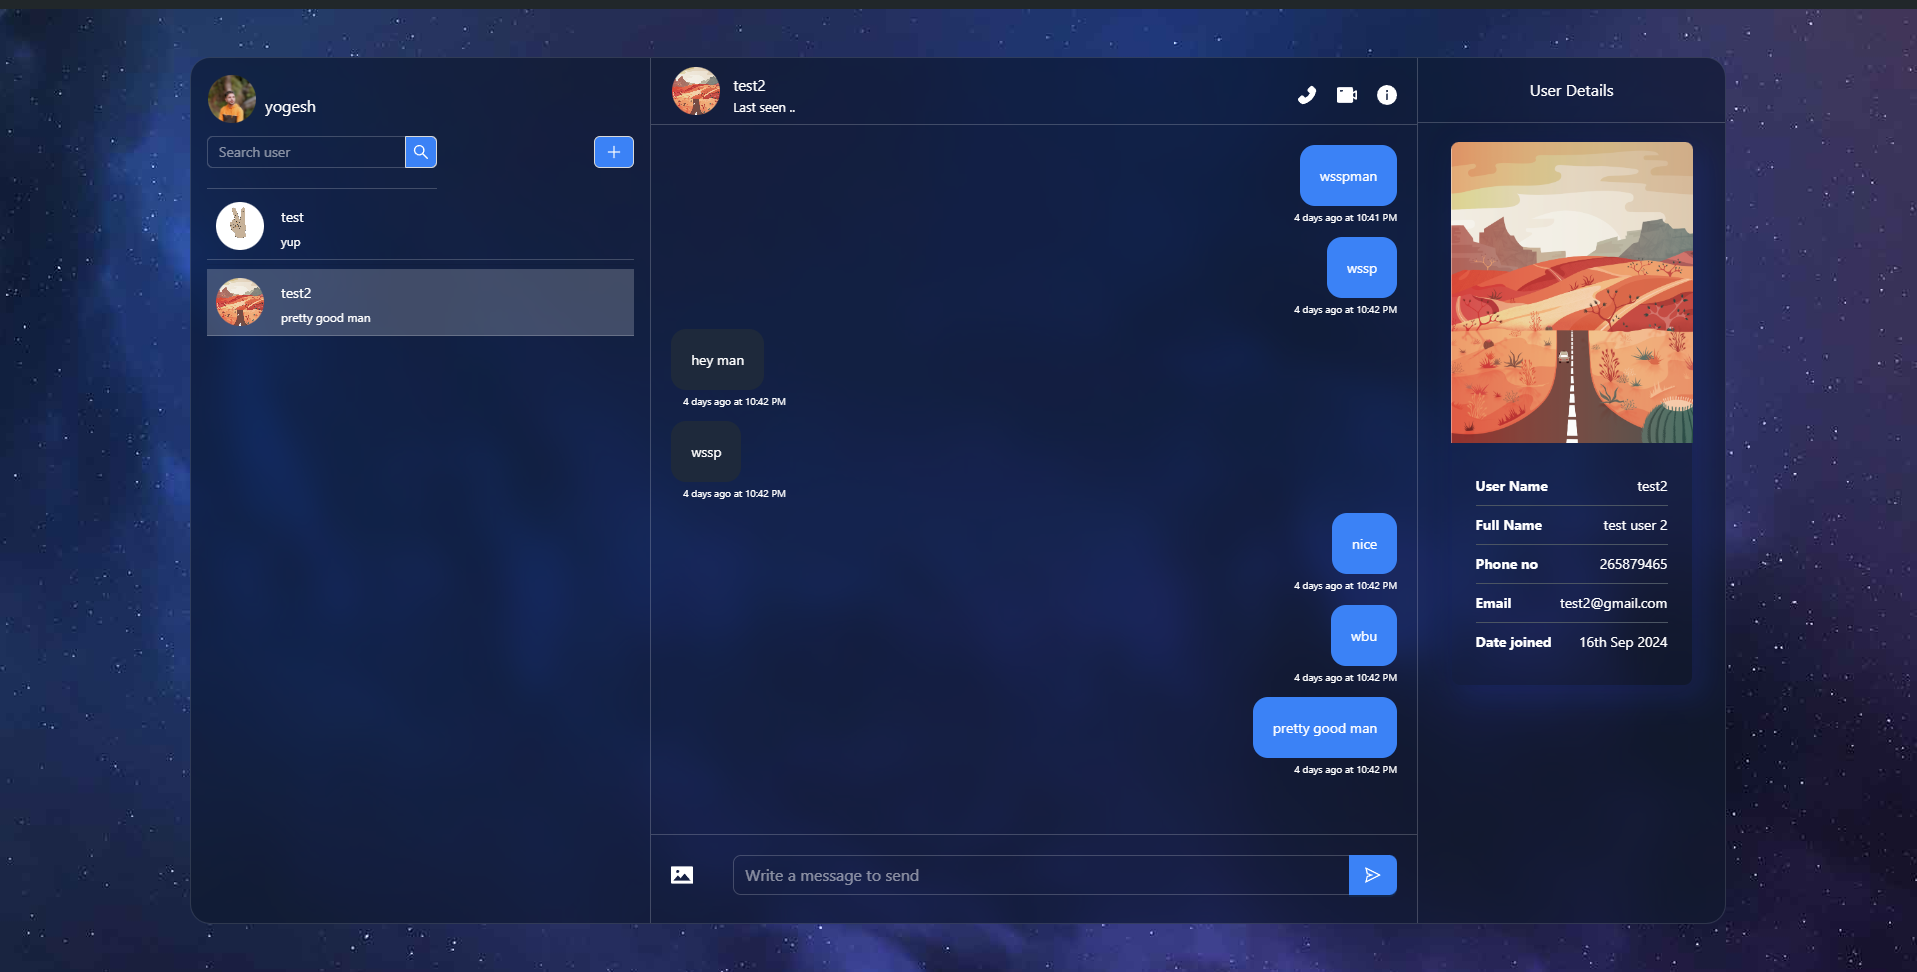 yogesh
Search user
test
yup
test2
pretty good man
test2
Last seen ..
wsspman
4 days ago at 10:41 PM
wssp
4 days ago at 10:42 PM
hey man
4 days ago at 10:42 PM
wssp
4 days ago at 10:42 PM
nice
4 days ago at 10:42 PM
wbu
4 days ago at 10:42 PM
pretty good man
4 days ago at 10:42 PM
Write a message to send
User Details
User Name test2
Full Name test user 2
Phone no 265879465
Email test2@gmail.com
Date joined 16th Sep 2024